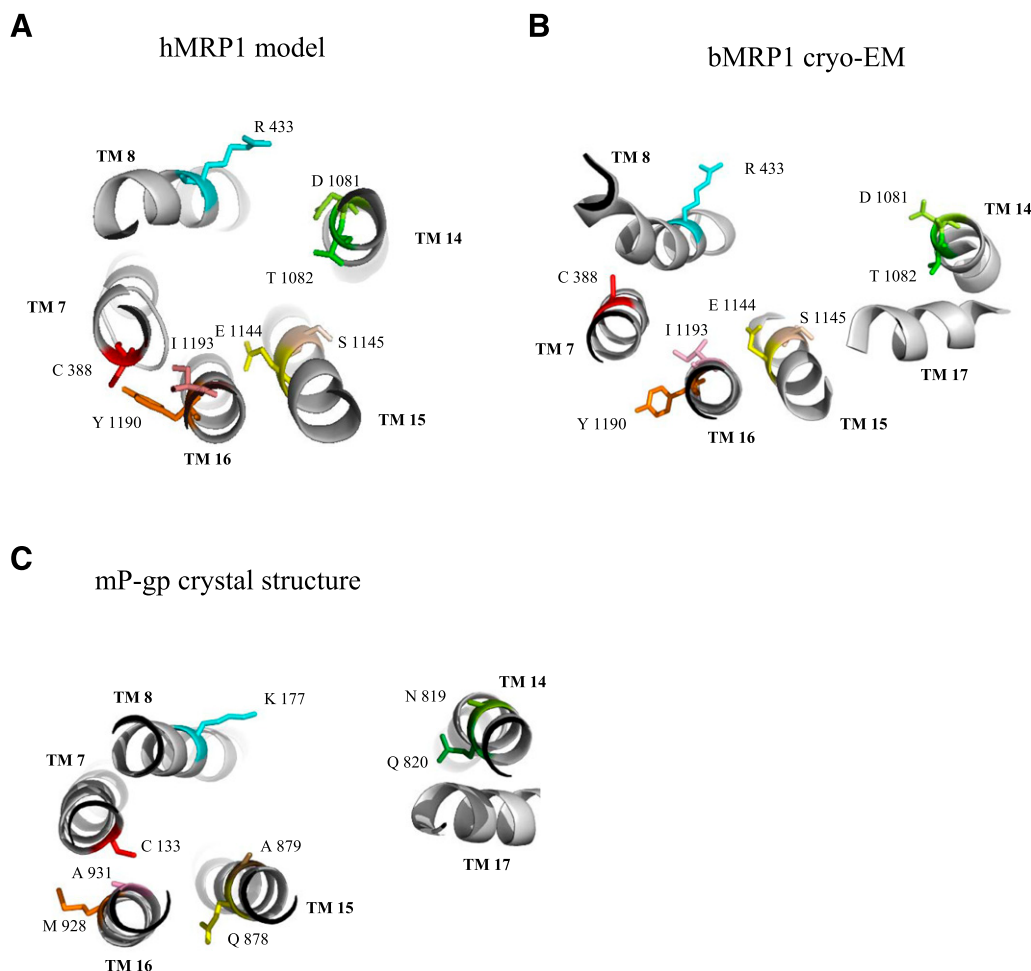 A
hMRP1 model
R 433
TM 8
D 1081
TM 14
T 1082
TM 7
E 1144
I 1193
S 1145
C 388
Y 1190
TM 15
TM 16
B
bMRP1 cryo-EM
TM 8
R 433
D 1081
TM 14
C 388
T 1082
E 1144
I 1193
S 1145
TM 7
TM 17
Y 1190
TM 15
TM 16
C
mP-gp crystal structure
TM 8
K 177
TM 14
N 819
TM 7
Q 820
C 133
A 879
A 931
TM 17
TM 15
M 928
Q 878
TM 16